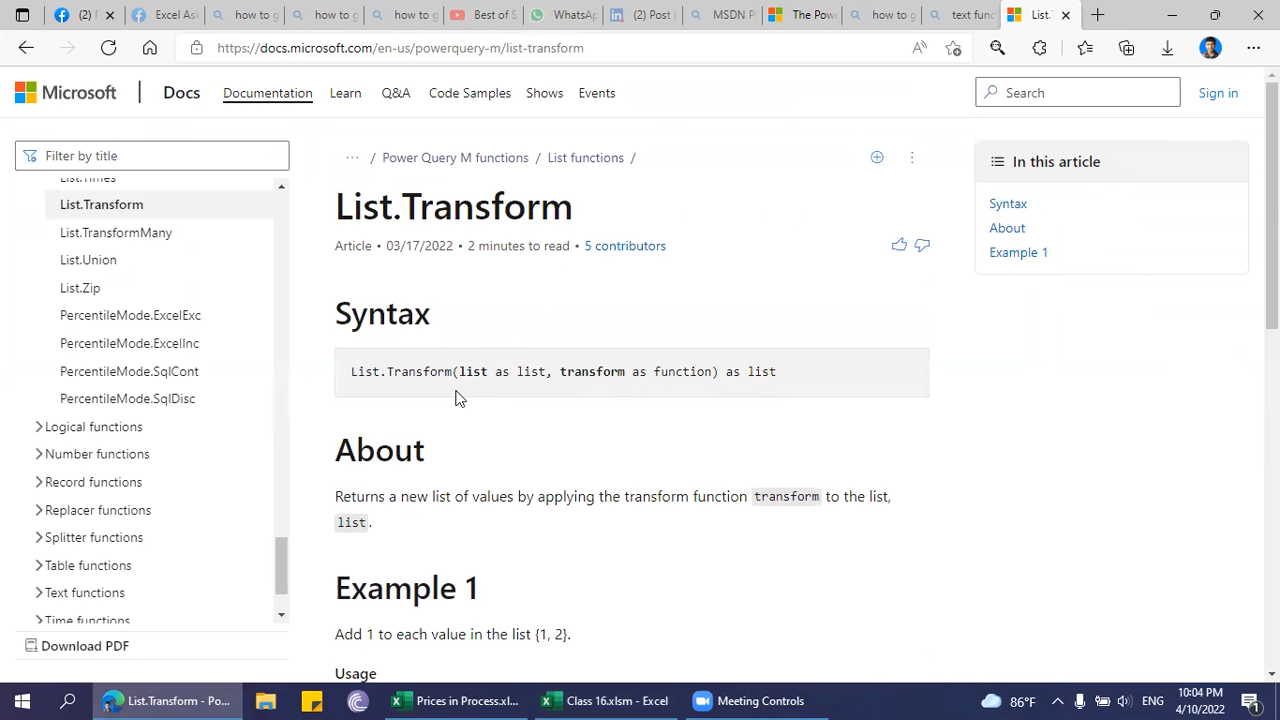 (2) F
Excel Ask
how to g
how to g
how to g
Best of S
WhatsAp
(2) Post |
MSDN P
The Pow
how to g
text func
List.T
https://docs.microsoft.com/en-us/powerquery-m/list-transform
Microsoft
Docs
Documentation
Learn
Q&A
Code Samples
Shows
Events
Search
Sign in
Filter by title
List.Times
List.Transform
List.TransformMany
List.Union
List.Zip
PercentileMode.ExcelExc
PercentileMode.ExcelInc
PercentileMode.SqlCont
PercentileMode.SqlDisc
Logical functions
Number functions
Record functions
Replacer functions
Splitter functions
Table functions
Text functions
Time functions
Download PDF
··· / Power Query M functions / List functions /
List.Transform
Article • 03/17/2022 • 2 minutes to read • 5 contributors
Syntax
List.Transform(list as list, transform as function) as list
About
Returns a new list of values by applying the transform function transform to the list,
list.
Example 1
Add 1 to each value in the list {1, 2}.
Usage
In this article
Syntax
About
Example 1
List.Transform - Po...
Prices in Process.xl...
Class 16.xlsm - Excel
Meeting Controls
86°F
ENG
10:04 PM
4/10/2022
1